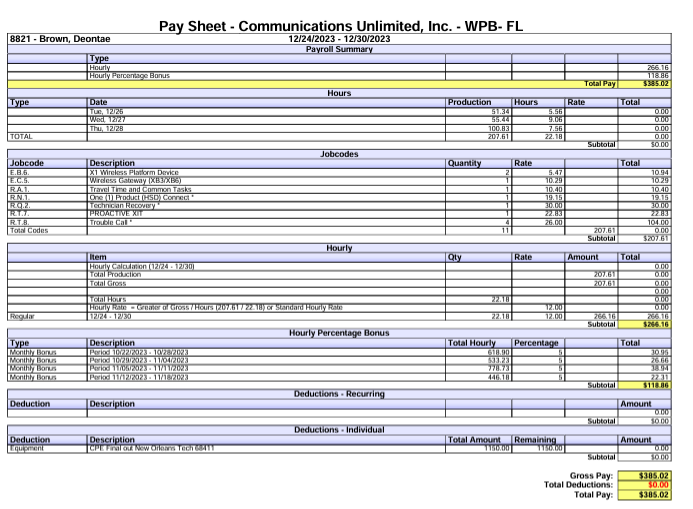 Pay Sheet - Communications Unlimited, Inc. - WPB- FL
8821 - Brown, Deontae 12/24/2023 - 12/30/2023
Payroll Summary
Type
Hourly 266.16
Hourly Percentage Bonus 118.86
Total Pay $385.02
Hours
Type Date Production Hours Rate Total
Tue, 12/26 51.34 5.56 0.00
Wed, 12/27 55.44 9.06 0.00
Thu, 12/28 100.83 7.56 0.00
TOTAL 207.61 22.18 0.00
Subtotal $0.00
Jobcodes
Jobcode Description Quantity Rate Total
E.B.6. X1 Wireless Platform Device 2 5.47 10.94
E.C.5. Wireless Gateway (XB3/XB6) 1 10.29 10.29
R.A.1. Travel Time and Common Tasks 1 10.40 10.40
R.N.1. One (1) Product (HSD) Connect * 1 19.15 19.15
R.Q.2. Technician Recovery * 1 30.00 30.00
R.T.7. PROACTIVE XIT 1 22.83 22.83
R.T.8. Trouble Call * 4 26.00 104.00
Total Codes 11 207.61 0.00
Subtotal $207.61
Hourly
Item Qty Rate Amount Total
Hourly Calculation (12/24 - 12/30) 0.00
Total Production 207.61 0.00
Total Gross 207.61 0.00
0.00
Total Hours 22.18 0.00
Hourly Rate = Greater of Gross / Hours (207.61 / 22.18) or Standard Hourly Rate 12.00 0.00
Regular 12/24 - 12/30 22.18 12.00 266.16 266.16
Subtotal $266.16
Hourly Percentage Bonus
Type Description Total Hourly Percentage Total
Monthly Bonus Period 10/22/2023 - 10/28/2023 618.90 5 30.95
Monthly Bonus Period 10/29/2023 - 11/04/2023 533.23 5 26.66
Monthly Bonus Period 11/05/2023 - 11/11/2023 778.73 5 38.94
Monthly Bonus Period 11/12/2023 - 11/18/2023 446.18 5 22.31
Subtotal $118.86
Deductions - Recurring
Deduction Description Amount
0.00
Subtotal $0.00
Deductions - Individual
Deduction Description Total Amount Remaining Amount
Equipment CPE Final out New Orleans Tech 68411 1150.00 1150.00 0.00
Subtotal $0.00
Gross Pay: $385.02
Total Deductions: $0.00
Total Pay: $385.02